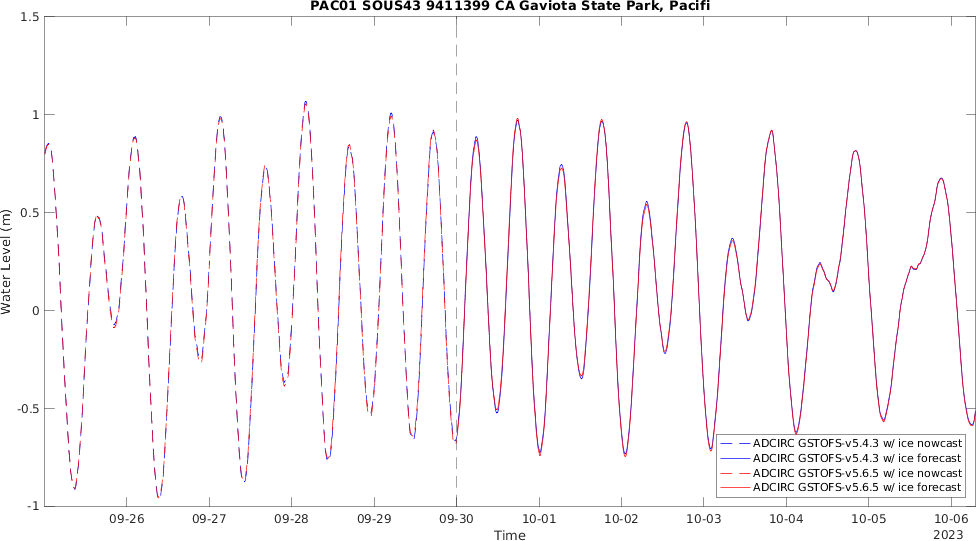 PAC01 SOUS43 9411399 CA Gaviota State Park, Pacifi
1.5
1
0.5
0
-0.5
-1
Water Level (m)
09-26 09-27 09-28 09-29 09-30 10-01 10-02 10-03 10-04 10-05 10-06
2023
Time
ADCIRC GSTOFS-v5.4.3 w/ ice nowcast
ADCIRC GSTOFS-v5.4.3 w/ ice forecast
ADCIRC GSTOFS-v5.6.5 w/ ice nowcast
ADCIRC GSTOFS-v5.6.5 w/ ice forecast